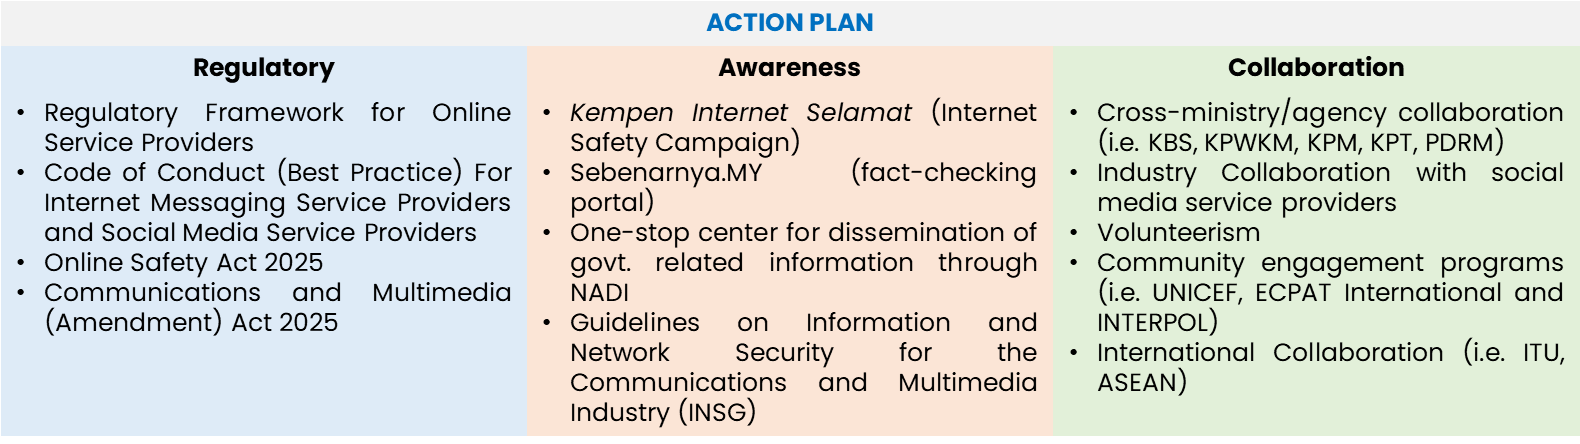 ACTION PLAN
Regulatory
• Regulatory Framework for Online
Service Providers
• Code of Conduct (Best Practice) For
Internet Messaging Service Providers
and Social Media Service Providers
• Online Safety Act 2025
• Communications and Multimedia
(Amendment) Act 2025
Awareness
• Kempen Internet Selamat (Internet
Safety Campaign)
• Sebenarnya.MY (fact-checking
portal)
• One-stop center for dissemination of
govt. related information through
NADI
• Guidelines on Information and
Network Security for the
Communications and Multimedia
Industry (INSG)
Collaboration
• Cross-ministry/agency collaboration
(i.e. KBS, KPWKM, KPM, KPT, PDRM)
• Industry Collaboration with social
media service providers
• Volunteerism
• Community engagement programs
(i.e. UNICEF, ECPAT International and
INTERPOL)
• International Collaboration (i.e. ITU,
ASEAN)